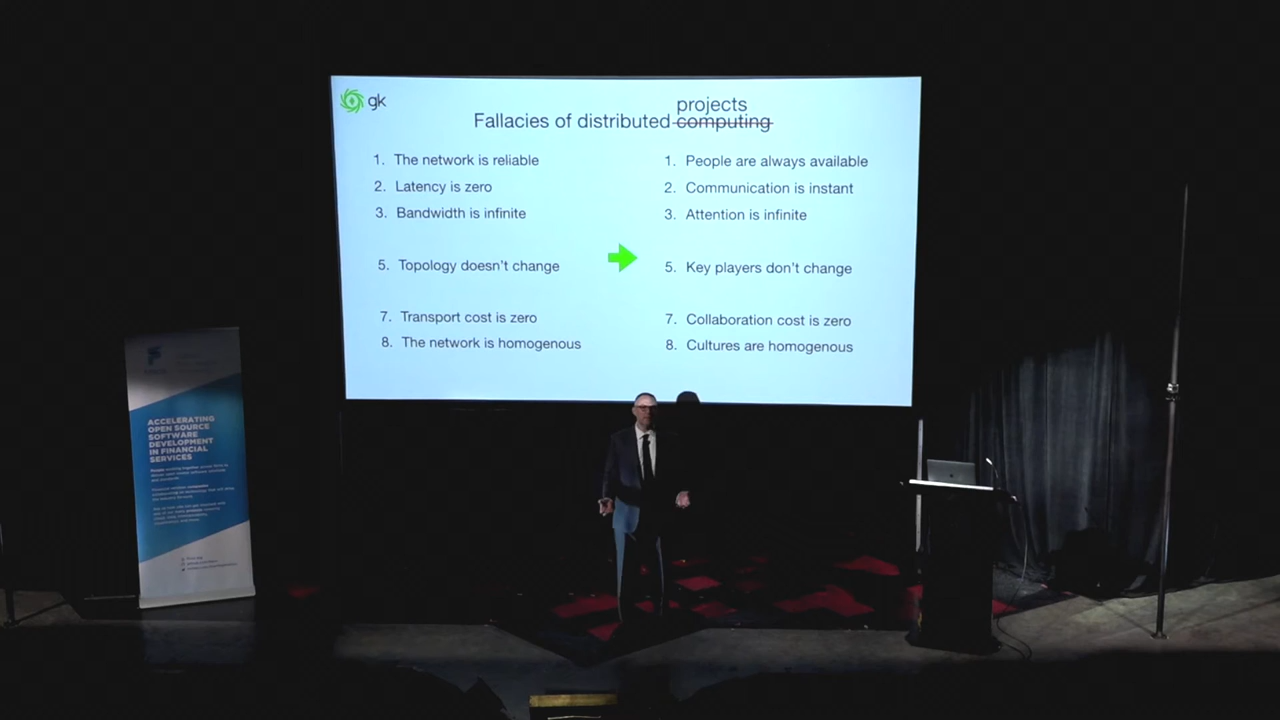 gk
projects
Fallacies of distributed computing
1. The network is reliable
2. Latency is zero
3. Bandwidth is infinite
5. Topology doesn't change
7. Transport cost is zero
8. The network is homogenous
1. People are always available
2. Communication is instant
3. Attention is infinite
5. Key players don't change
7. Collaboration cost is zero
8. Cultures are homogenous
ACCELERATING
OPEN SOURCE
SOFTWARE
DEVELOPMENT
IN FINANCIAL
SERVICES